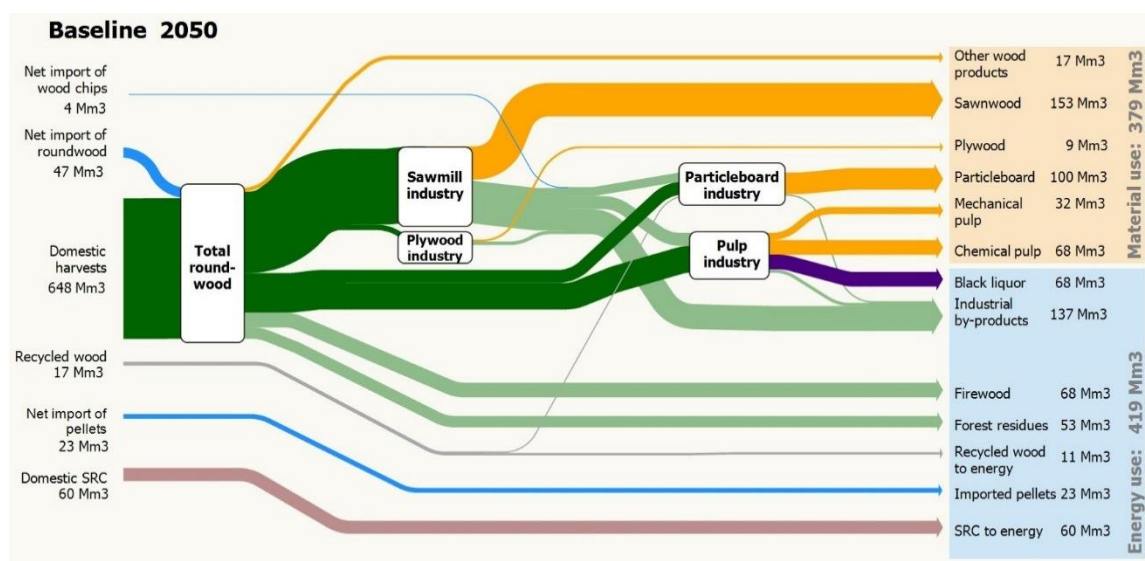 Baseline 2050
Net import of
wood chips
4 Mm3
Net import of
roundwood
47 Mm3
Domestic
harvests
648 Mm3
Recycled wood
17 Mm3
Net import of
pellets
23 Mm3
Domestic SRC
60 Mm3
Total
round-
wood
Sawmill
industry
Plywood
industry
Particleboard
industry
Pulp
industry
Other wood
products 17 Mm3
Sawnwood 153 Mm3
Plywood 9 Mm3
Particleboard 100 Mm3
Mechanical
pulp 32 Mm3
Chemical pulp 68 Mm3
Black liquor 68 Mm3
Industrial
by-products 137 Mm3
Firewood 68 Mm3
Forest residues 53 Mm3
Recycled wood
to energy 11 Mm3
Imported pellets 23 Mm3
SRC to energy 60 Mm3
Material use: 379 Mm3
Energy use: 419 Mm3